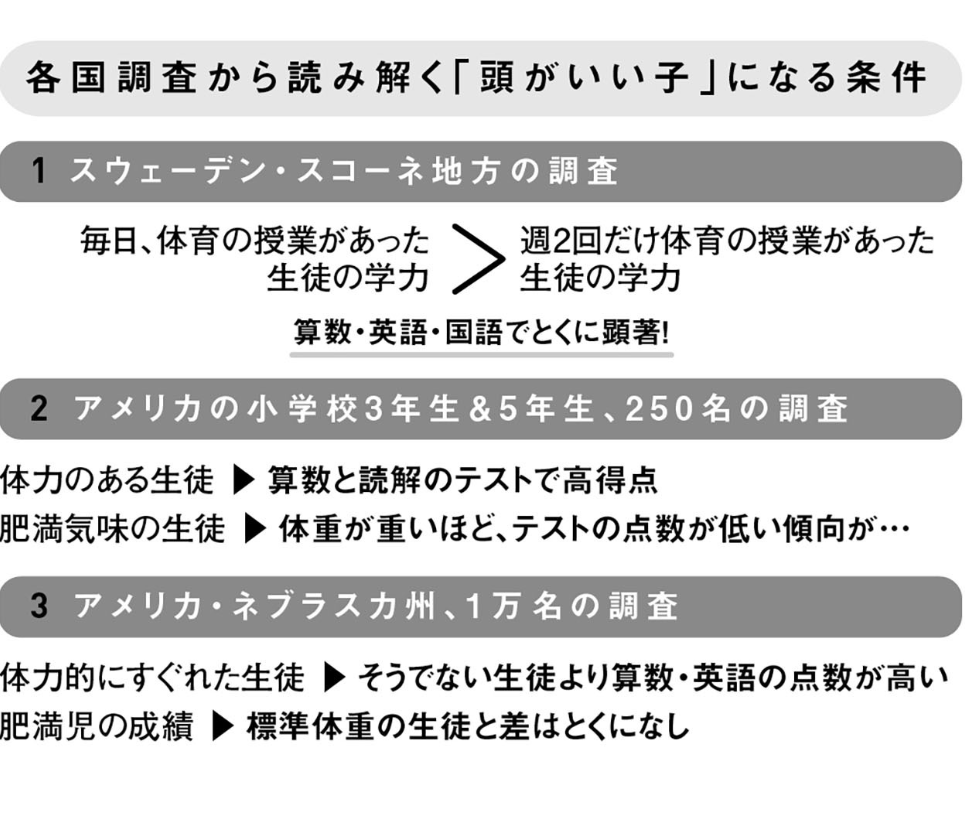 各国調査から読み解く「頭がいい子」になる条件
1 スウェーデン・スコーネ地方の調査
毎日、体育の授業があった
生徒の学力
>
週2回だけ体育の授業があった
生徒の学力
算数・英語・国語でとくに顕著!
2 アメリカの小学校3年生&5年生、250名の調査
体力のある生徒 ▶ 算数と読解のテストで高得点
肥満気味の生徒 ▶ 体重が重いほど、テストの点数が低い傾向が…
3 アメリカ・ネブラスカ州、1万名の調査
体力的にすぐれた生徒 ▶ そうでない生徒より算数・英語の点数が高い
肥満児の成績 ▶ 標準体重の生徒と差はとくになし